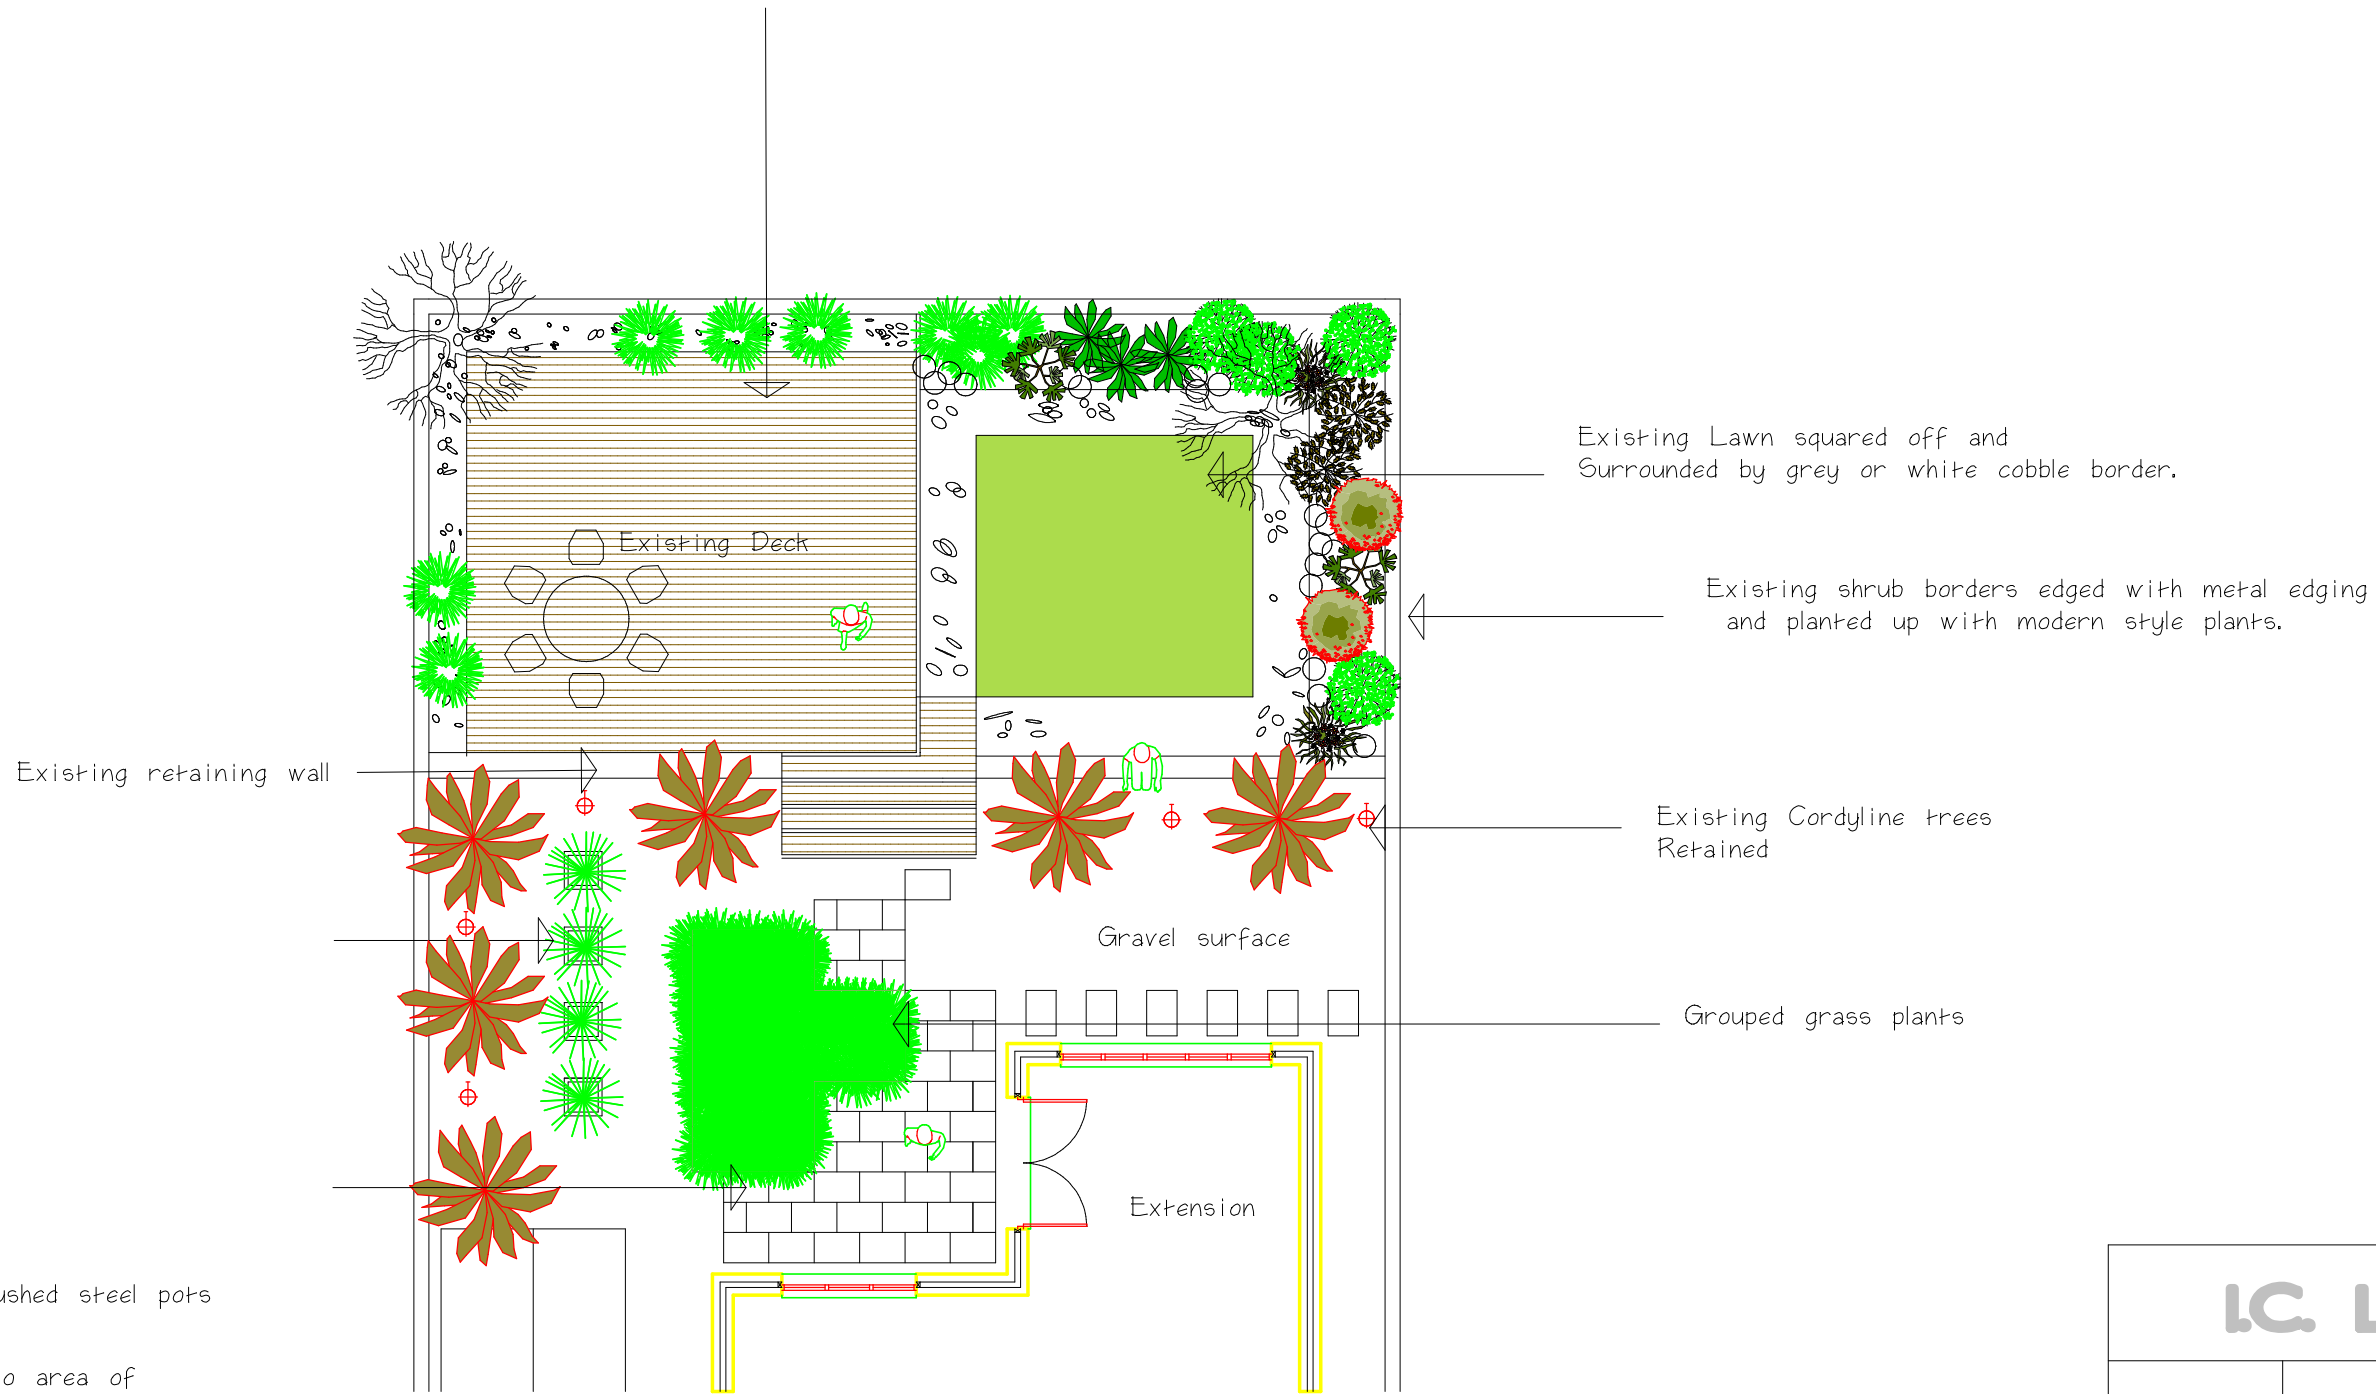 Existing Lawn squared off and
Surrounded by grey or white cobble border.
Existing Deck
Existing shrub borders edged with metal edging
and planted up with modern style plants.
Existing retaining wall
Existing Cordyline trees
Retained
Gravel surface
Grouped grass plants
Extension
steel pots
I.C.
area of